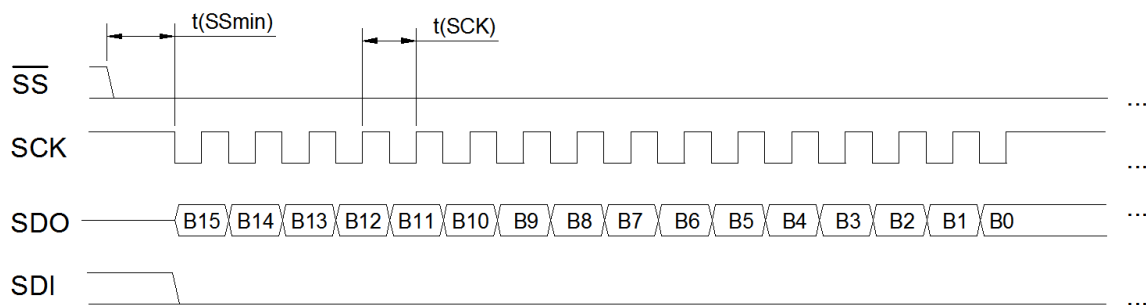 t(SSmin) t(SCK)
SS ...
SCK ...
SDO B15 B14 B13 B12 B11 B10 B9 B8 B7 B6 B5 B4 B3 B2 B1 B0 ...
SDI ...